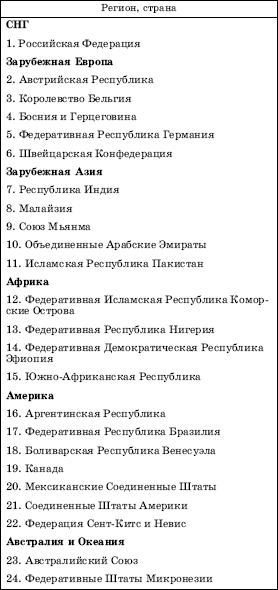 Регион, страна
СНГ
1. Российская Федерация
Зарубежная Европа
2. Австрийская Республика
3. Королевство Бельгия
4. Босния и Герцеговина
5. Федеративная Республика Германия
6. Швейцарская Конфедерация
Зарубежная Азия
7. Республика Индия
8. Малайзия
9. Союз Мьянма
10. Объединенные Арабские Эмираты
11. Исламская Республика Пакистан
Африка
12. Федеративная Исламская Республика Комор-
ские Острова
13. Федеративная Республика Нигерия
14. Федеративная Демократическая Республика
Эфиопия
15. Южно-Африканская Республика
Америка
16. Аргентинская Республика
17. Федеративная Республика Бразилия
18. Боливарская Республика Венесуэла
19. Канада
20. Мексиканские Соединенные Штаты
21. Соединенные Штаты Америки
22. Федерация Сент-Китс и Невис
Австралия и Океания
23. Австралийский Союз
24. Федеративные Штаты Микронезии